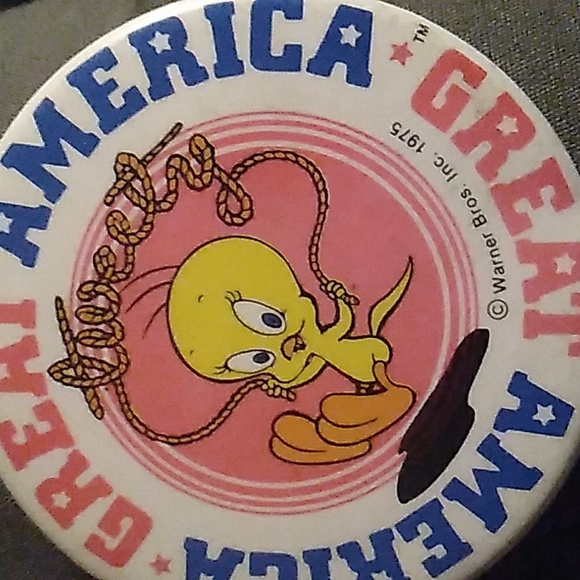 GREAT AMERICA ★ GREAT AMERICA ★
TM
© Warner Bros. Inc. 1975
Tweety